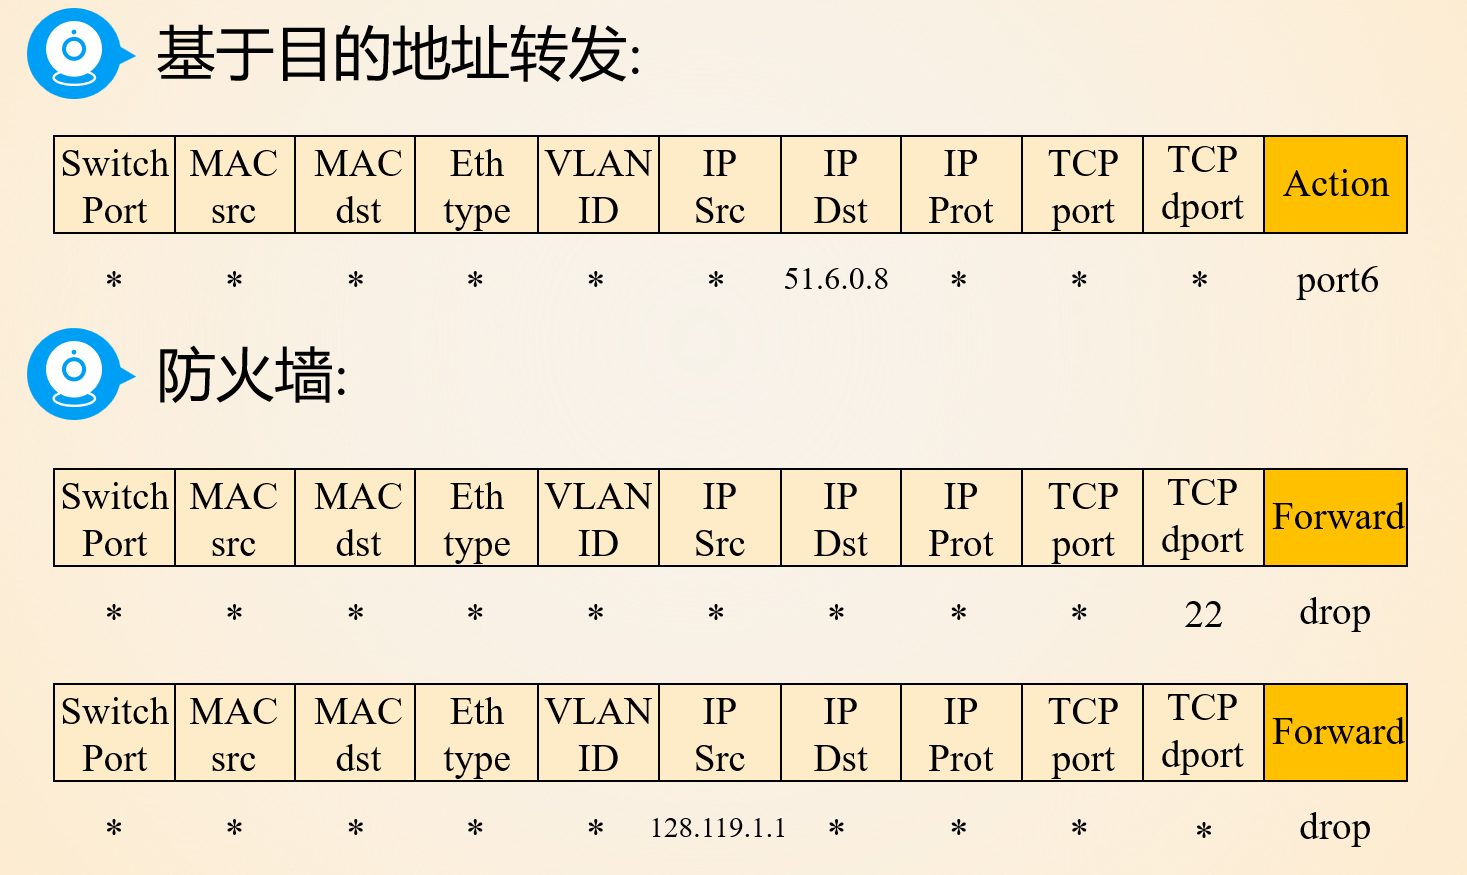 基于目的地址转发:
Switch Port MAC src MAC dst Eth type VLAN ID IP Src IP Dst IP Prot TCP port TCP dport Action
* * * * * * 51.6.0.8 * * * port6
防火墙:
Switch Port MAC src MAC dst Eth type VLAN ID IP Src IP Dst IP Prot TCP port TCP dport Forward
* * * * * * * * * 22 drop
Switch Port MAC src MAC dst Eth type VLAN ID IP Src IP Dst IP Prot TCP port TCP dport Forward
* * * * * 128.119.1.1 * * * * drop